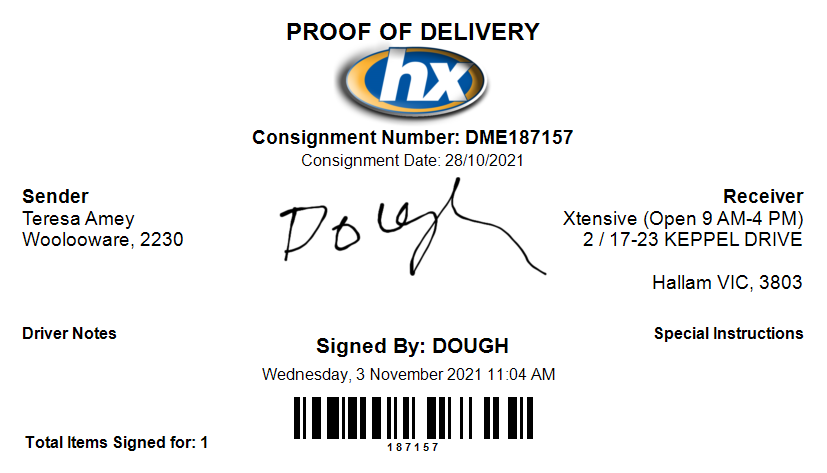 PROOF OF DELIVERY
hx
Consignment Number: DME187157
Consignment Date: 28/10/2021
Sender
Teresa Amey
Woolooware, 2230
Dough
Receiver
Xtensive (Open 9 AM-4 PM)
2 / 17-23 KEPPEL DRIVE
Hallam VIC, 3803
Driver Notes
Special Instructions
Signed By: DOUGH
Wednesday, 3 November 2021 11:04 AM
187157
Total Items Signed for: 1